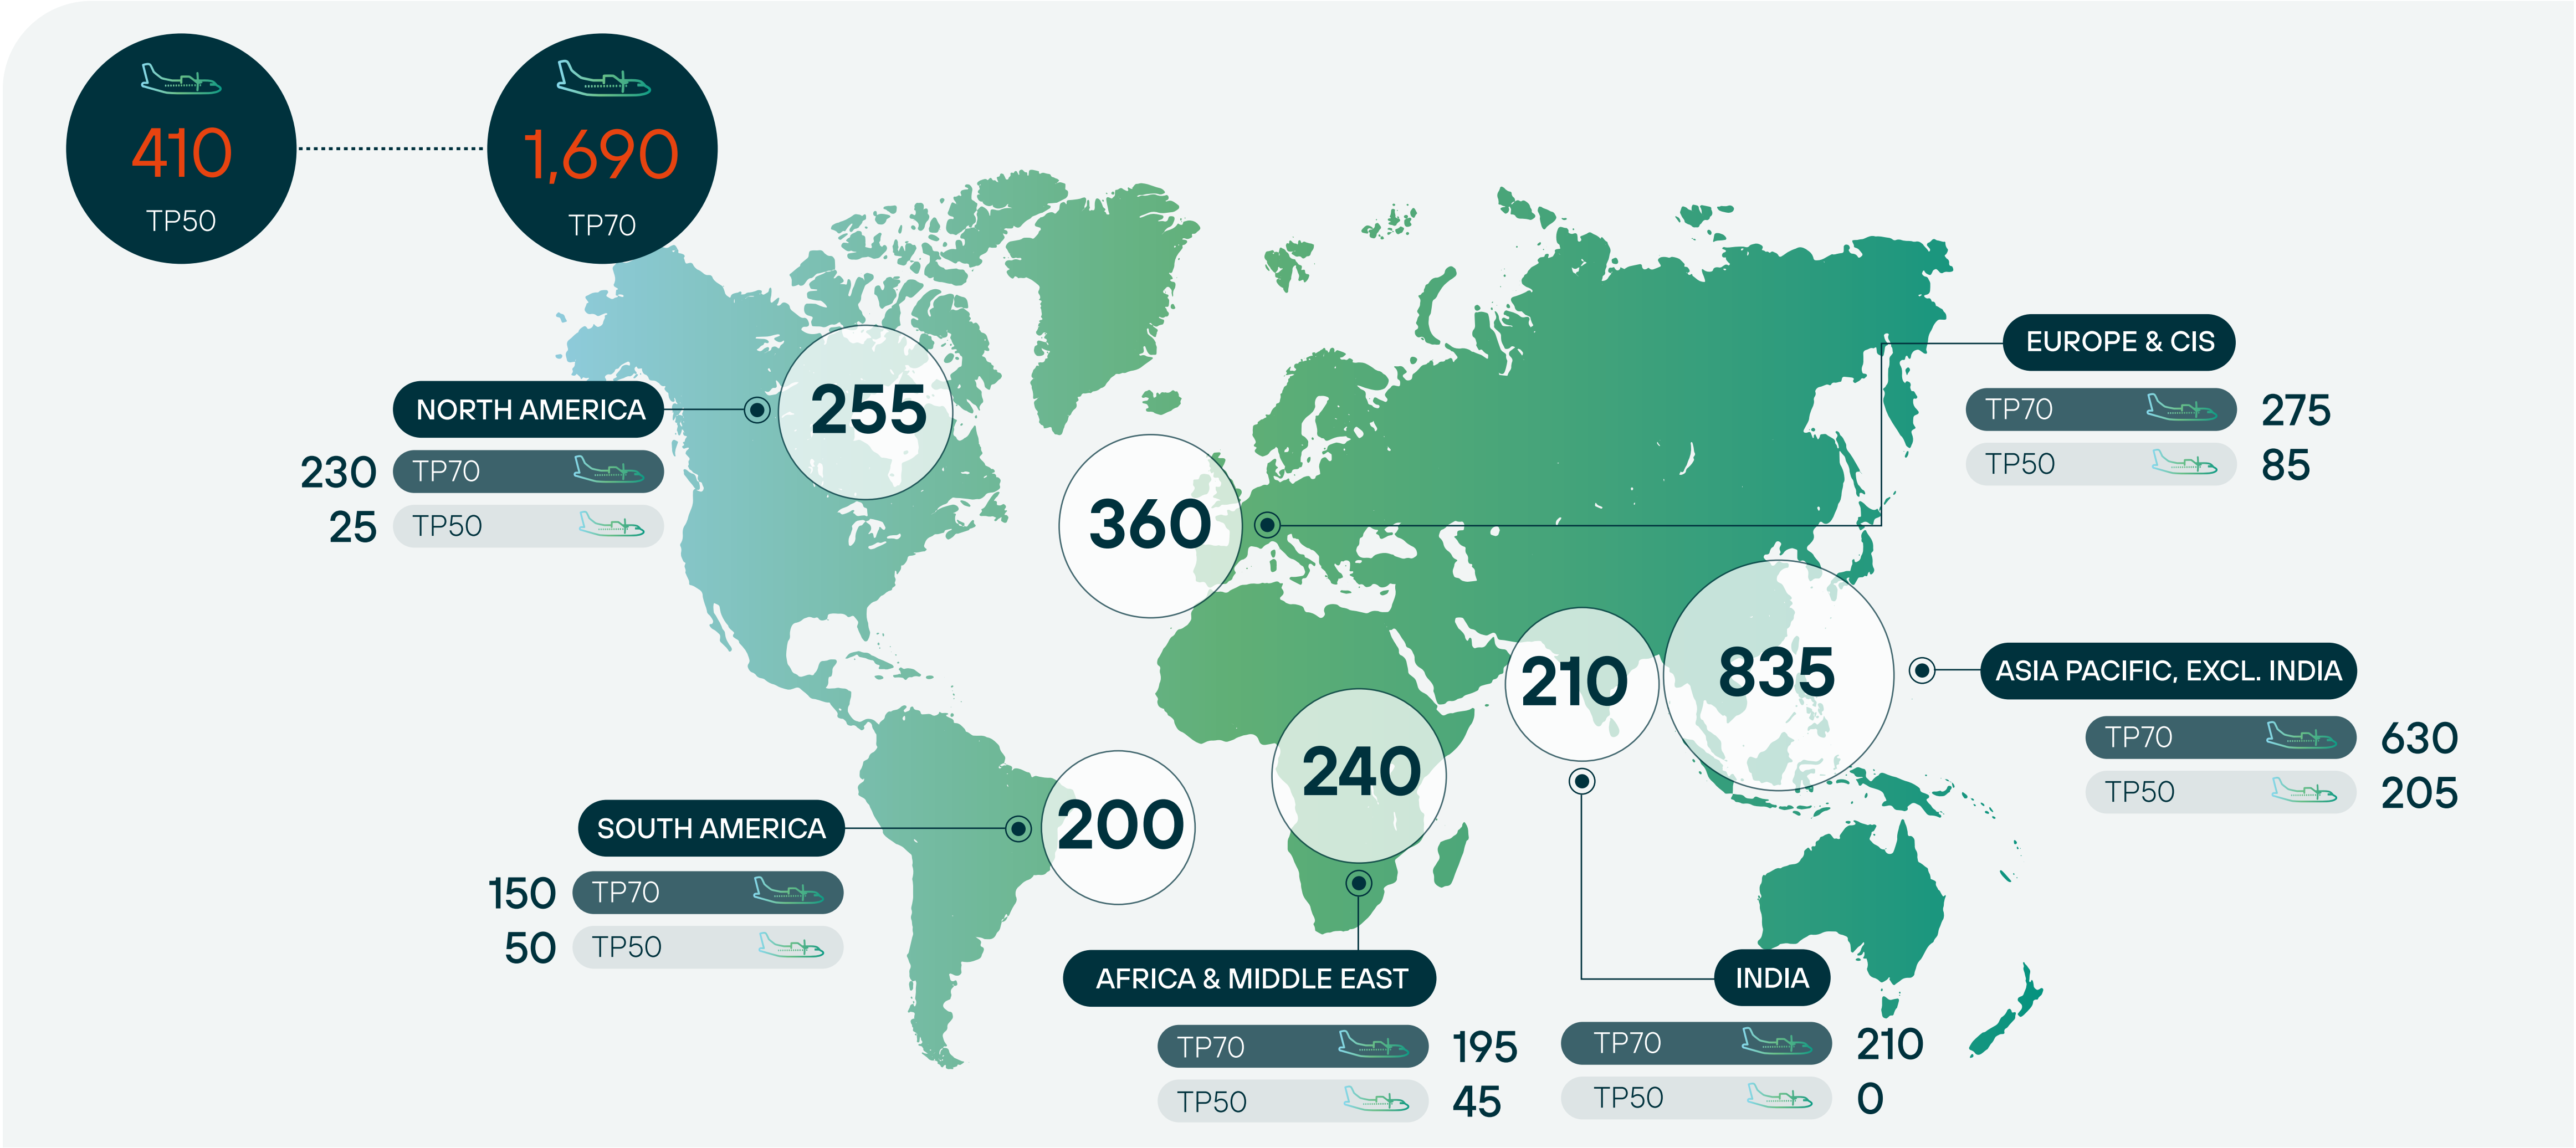 410
TP50
1,690
TP70
NORTH AMERICA
255
230 TP70
25 TP50
EUROPE & CIS
360
TP70 275
TP50 85
ASIA PACIFIC, EXCL. INDIA
835
TP70 630
TP50 205
SOUTH AMERICA
200
150 TP70
50 TP50
AFRICA & MIDDLE EAST
240
TP70 195
TP50 45
INDIA
210
TP70 210
TP50 0